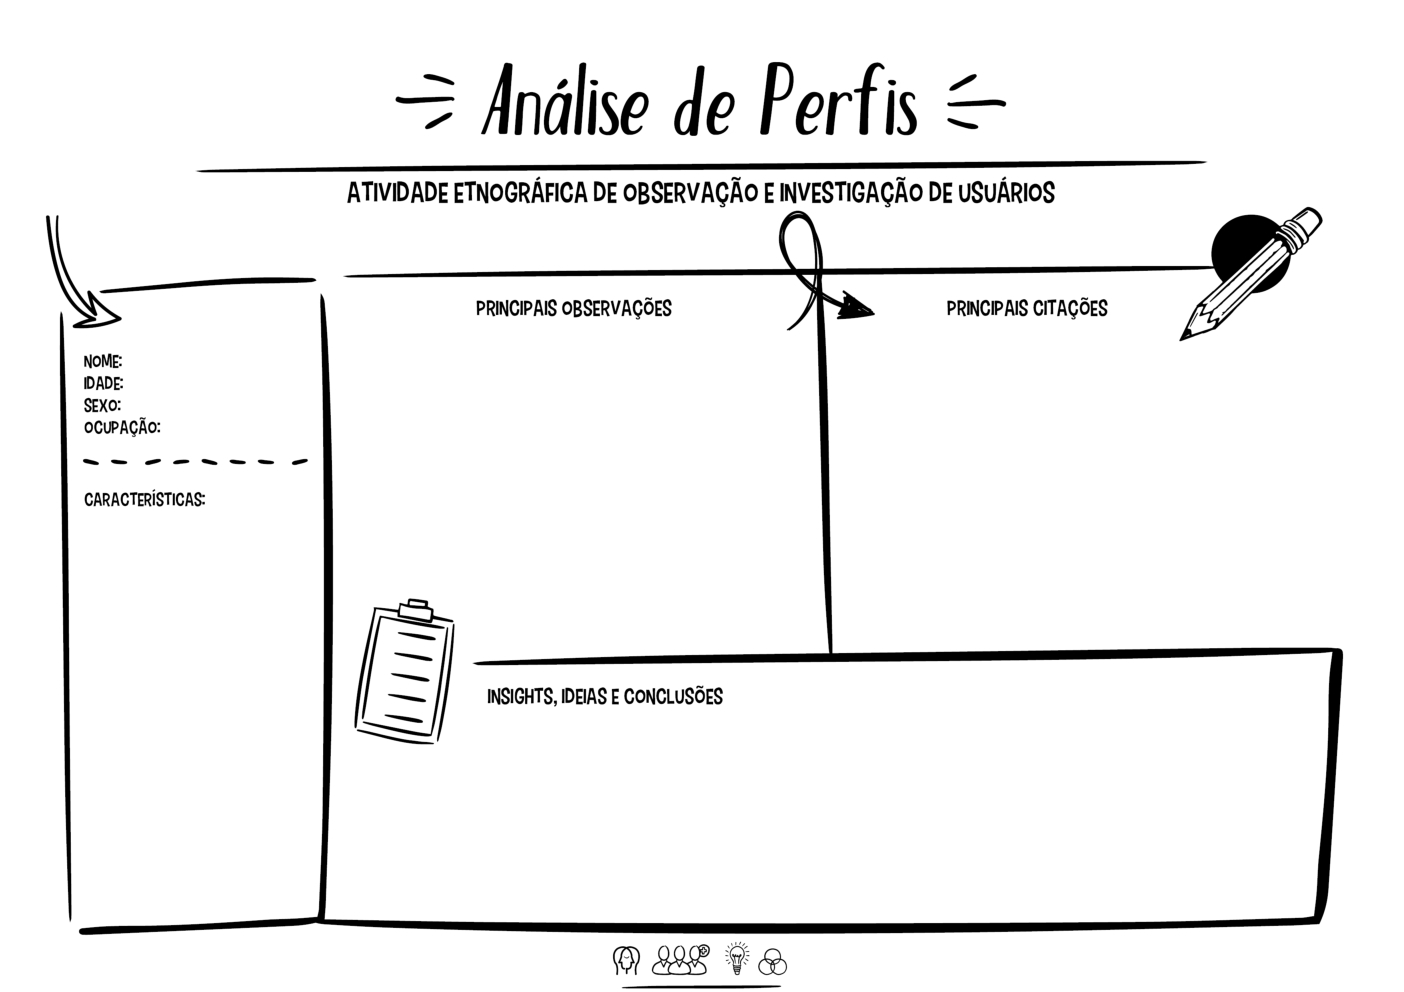 Análise de Perfis
ATIVIDADE ETNOGRÁFICA DE OBSERVAÇÃO E INVESTIGAÇÃO DE USUÁRIOS
NOME:
IDADE:
SEXO:
OCUPAÇÃO:
CARACTERÍSTICAS:
PRINCIPAIS OBSERVAÇÕES
PRINCIPAIS CITAÇÕES
INSIGHTS, IDEIAS E CONCLUSÕES